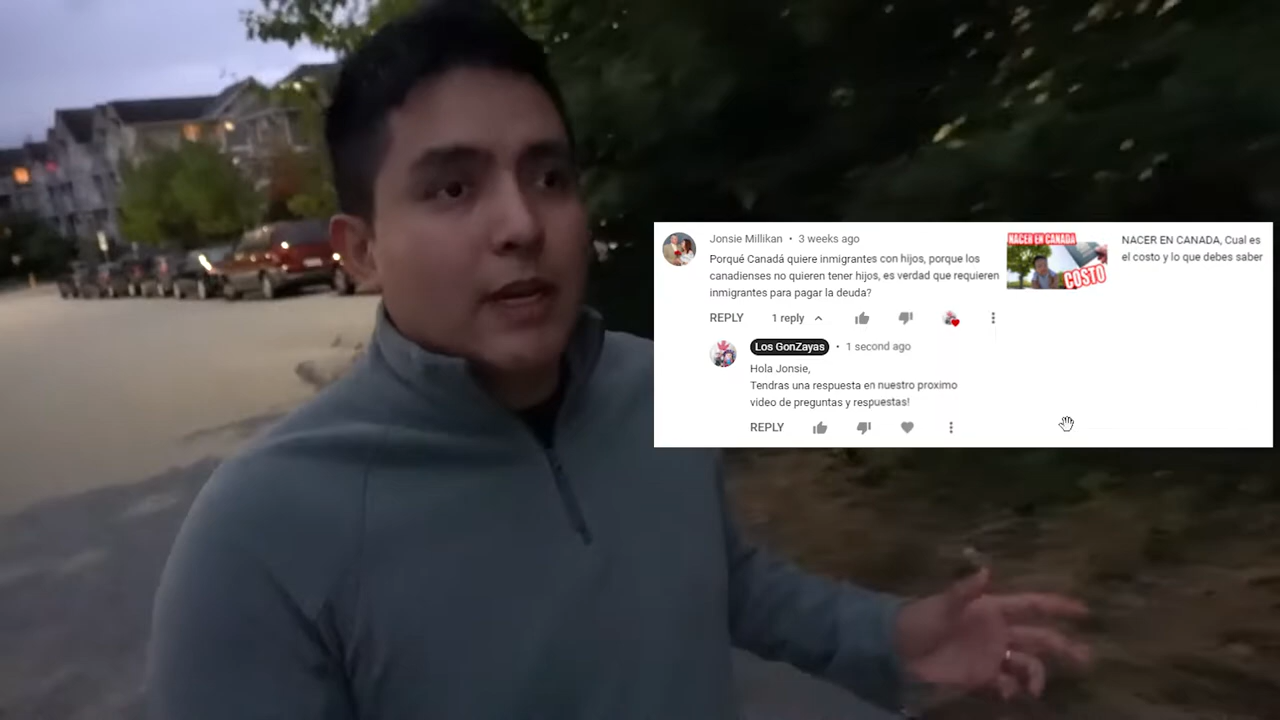 Jonsie Millikan • 3 weeks ago
Porqué Canadá quiere inmigrantes con hijos, porque los
canadienses no quieren tener hijos, es verdad que requieren
inmigrantes para pagar la deuda?
REPLY 1 reply
Los GonZayas • 1 second ago
Hola Jonsie,
Tendras una respuesta en nuestro proximo
video de preguntas y respuestas!
REPLY
NACER EN CANADA
COSTO
NACER EN CANADA, Cual es
el costo y lo que debes saber